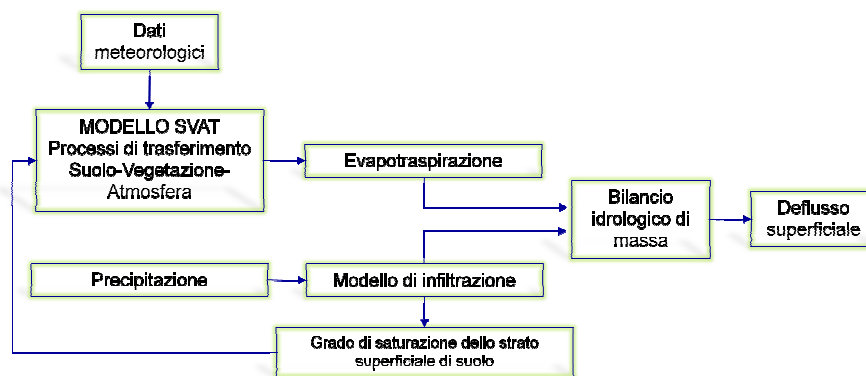 Dati
meteorologici
MODELLO SVAT
Processi di trasferimento
Suolo-Vegetazione-
Atmosfera
Evapotraspirazione
Bilancio
idrologico di
massa
Deflusso
superficiale
Precipitazione
Modello di infiltrazione
Grado di saturazione dello strato
superficiale di suolo